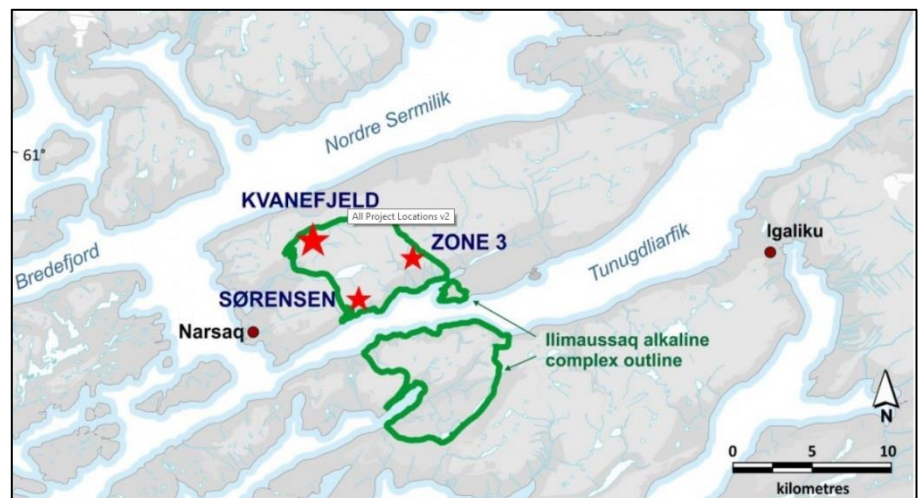 Nordre Sermilik
61°
KVANEFJELD
All Project Locations v2
ZONE 3
Igaliku
Tunugdliarfik
Bredefjord
SØRENSEN
Narsaq
Ilimaussaq alkaline
complex outline
N
0 5 10
kilometres